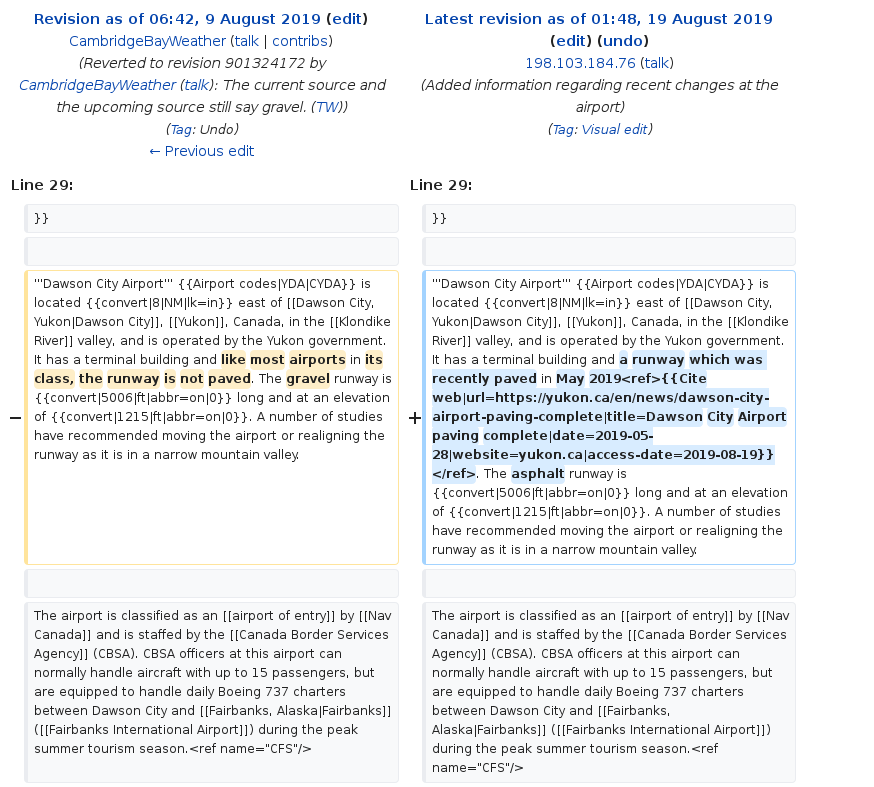 Revision as of 06:42, 9 August 2019 (edit)
CambridgeBayWeather (talk | contribs)
(Reverted to revision 901324172 by
CambridgeBayWeather (talk): The current source and
the upcoming source still say gravel. (TW))
(Tag: Undo)
← Previous edit
Latest revision as of 01:48, 19 August 2019
(edit) (undo)
198.103.184.76 (talk)
(Added information regarding recent changes at the
airport)
(Tag: Visual edit)
Line 29:
Line 29:
}}
}}
−
'''Dawson City Airport''' {{Airport codes|YDA|CYDA}} is
located {{convert|8|NM|lk=in}} east of [[Dawson City,
Yukon|Dawson City]], [[Yukon]], Canada, in the [[Klondike
River]] valley, and is operated by the Yukon government.
It has a terminal building and like most airports in its
class, the runway is not paved. The gravel runway is
{{convert|5006|ft|abbr=on|0}} long and at an elevation
of {{convert|1215|ft|abbr=on|0}}. A number of studies
have recommended moving the airport or realigning the
runway as it is in a narrow mountain valley.
+
'''Dawson City Airport''' {{Airport codes|YDA|CYDA}} is
located {{convert|8|NM|lk=in}} east of [[Dawson City,
Yukon|Dawson City]], [[Yukon]], Canada, in the [[Klondike
River]] valley, and is operated by the Yukon government.
It has a terminal building and a runway which was
recently paved in May 2019<ref>{{Cite
web|url=https://yukon.ca/en/news/dawson-city-
airport-paving-complete|title=Dawson City Airport
paving complete|date=2019-05-
28|website=yukon.ca|access-date=2019-08-19}}
</ref>. The asphalt runway is
{{convert|5006|ft|abbr=on|0}} long and at an elevation
of {{convert|1215|ft|abbr=on|0}}. A number of studies
have recommended moving the airport or realigning the
runway as it is in a narrow mountain valley.
The airport is classified as an [[airport of entry]] by [[Nav
Canada]] and is staffed by the [[Canada Border Services
Agency]] (CBSA). CBSA officers at this airport can
normally handle aircraft with up to 15 passengers, but
are equipped to handle daily Boeing 737 charters
between Dawson City and [[Fairbanks, Alaska|Fairbanks]]
([[Fairbanks International Airport]]) during the peak
summer tourism season.<ref name="CFS"/>
The airport is classified as an [[airport of entry]] by [[Nav
Canada]] and is staffed by the [[Canada Border Services
Agency]] (CBSA). CBSA officers at this airport can
normally handle aircraft with up to 15 passengers, but
are equipped to handle daily Boeing 737 charters
between Dawson City and [[Fairbanks,
Alaska|Fairbanks]] ([[Fairbanks International Airport]])
during the peak summer tourism season.<ref
name="CFS"/>